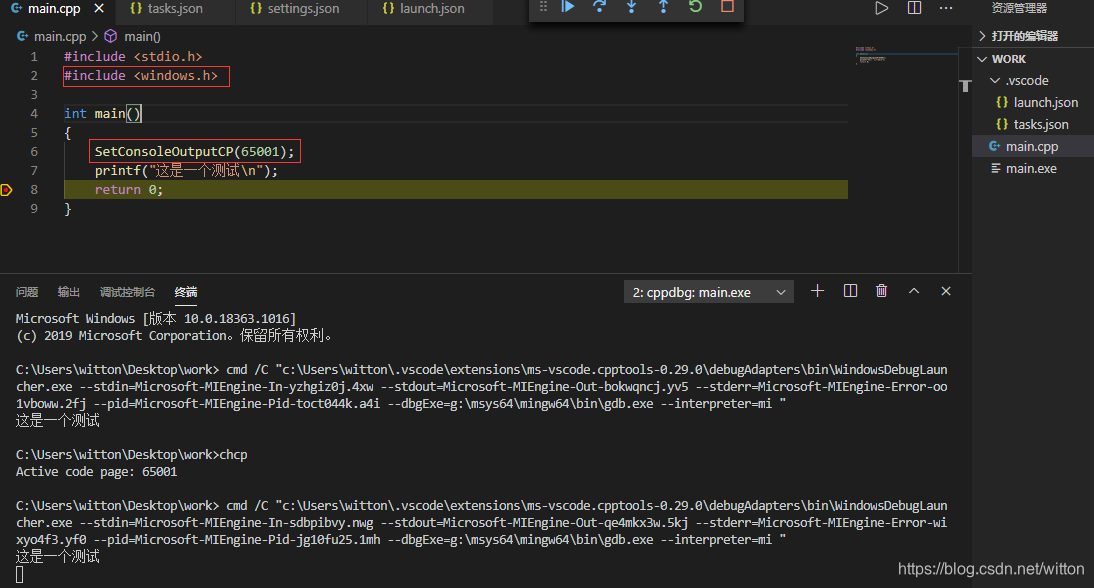 main.cpp
tasks.json
settings.json
launch.json
main.cpp > main()
1 #include <stdio.h>
2 #include <windows.h>
3
4 int main()
5 {
6 SetConsoleOutputCP(65001);
7 printf("这是一个测试\n");
8 return 0;
9 }
问题 输出 调试控制台 终端
2: cppdbg: main.exe
Microsoft Windows [版本 10.0.18363.1016]
(c) 2019 Microsoft Corporation。保留所有权利。
C:\Users\witton\Desktop\work> cmd /C "c:\Users\witton\.vscode\extensions\ms-vscode.cpptools-0.29.0\debugAdapters\bin\WindowsDebugLaun
cher.exe --stdin=Microsoft-MIEngine-In-yzhgiz0j.4xw --stdout=Microsoft-MIEngine-Out-bokwqncj.yv5 --stderr=Microsoft-MIEngine-Error-oo
1vboww.2fj --pid=Microsoft-MIEngine-Pid-toct044k.a4i --dbgExe=g:\msys64\mingw64\bin\gdb.exe --interpreter=mi "
这是一个测试
C:\Users\witton\Desktop\work>chcp
Active code page: 65001
C:\Users\witton\Desktop\work> cmd /C "c:\Users\witton\.vscode\extensions\ms-vscode.cpptools-0.29.0\debugAdapters\bin\WindowsDebugLaun
cher.exe --stdin=Microsoft-MIEngine-In-sdbpibvy.nwg --stdout=Microsoft-MIEngine-Out-qe4mkx3w.5kj --stderr=Microsoft-MIEngine-Error-wi
xyo4f3.yf0 --pid=Microsoft-MIEngine-Pid-jg10fu25.1mh --dbgExe=g:\msys64\mingw64\bin\gdb.exe --interpreter=mi "
这是一个测试
资源管理器
打开的编辑器
WORK
.vscode
launch.json
tasks.json
main.cpp
main.exe
https://blog.csdn.net/witton